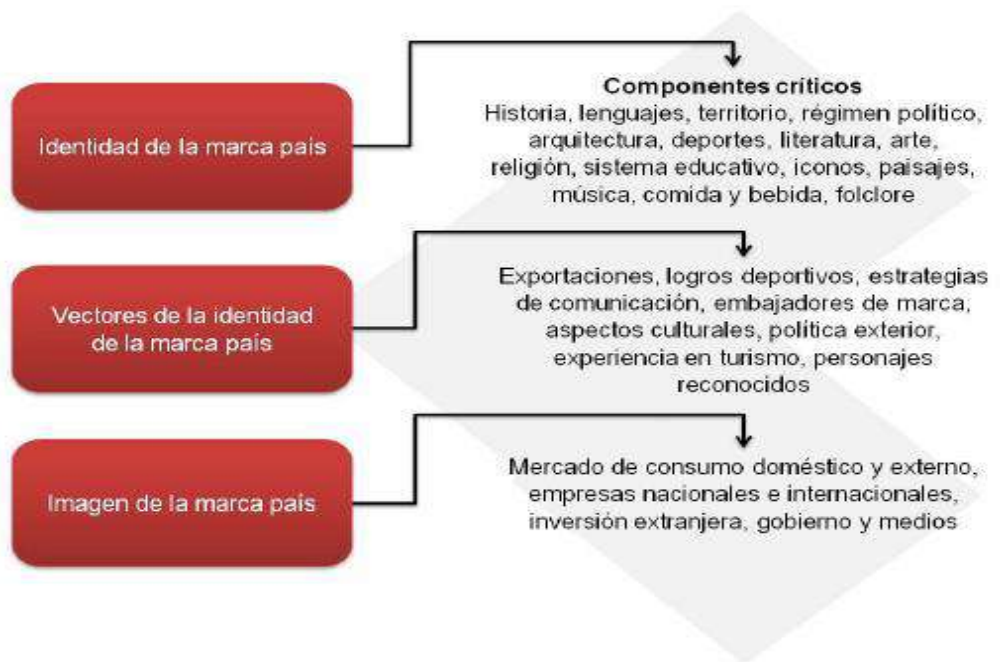 Identidad de la marca país
Componentes críticos
Historia, lenguajes, territorio, régimen político,
arquitectura, deportes, literatura, arte,
religión, sistema educativo, iconos, paisajes,
música, comida y bebida, folclore
Vectores de la identidad
de la marca país
Exportaciones, logros deportivos, estrategias
de comunicación, embajadores de marca,
aspectos culturales, política exterior,
experiencia en turismo, personajes
reconocidos
Imagen de la marca país
Mercado de consumo doméstico y externo,
empresas nacionales e internacionales,
inversión extranjera, gobierno y medios